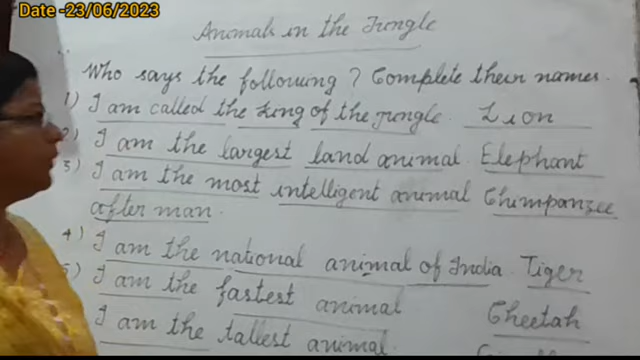 Date -23/06/2023
Animals in the Jungle
Who says the following? Complete their names.
1) I am called the king of the jungle. Lion
2) I am the largest land animal. Elephant
3) I am the most intelligent animal Chimpanzee
after man.
4) I am the national animal of India. Tiger
5) I am the fastest animal Cheetah
I am the tallest animal.